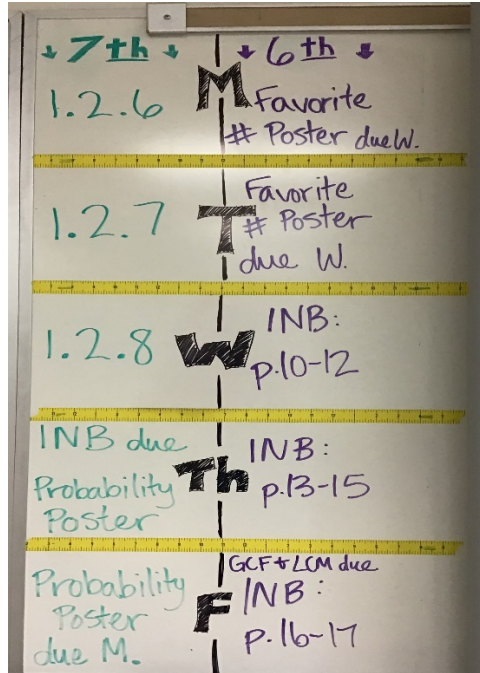 ↓ 7th ↓ ↓ 6th ↓
M
1.2.6
Favorite
# Poster due W.
T
1.2.7
Favorite
# Poster
due W.
W
1.2.8
INB:
p.10-12
Th
INB due
Probability
Poster
INB:
p.13-15
F
Probability
Poster
due M.
GCF + LCM due
INB:
p.16-17